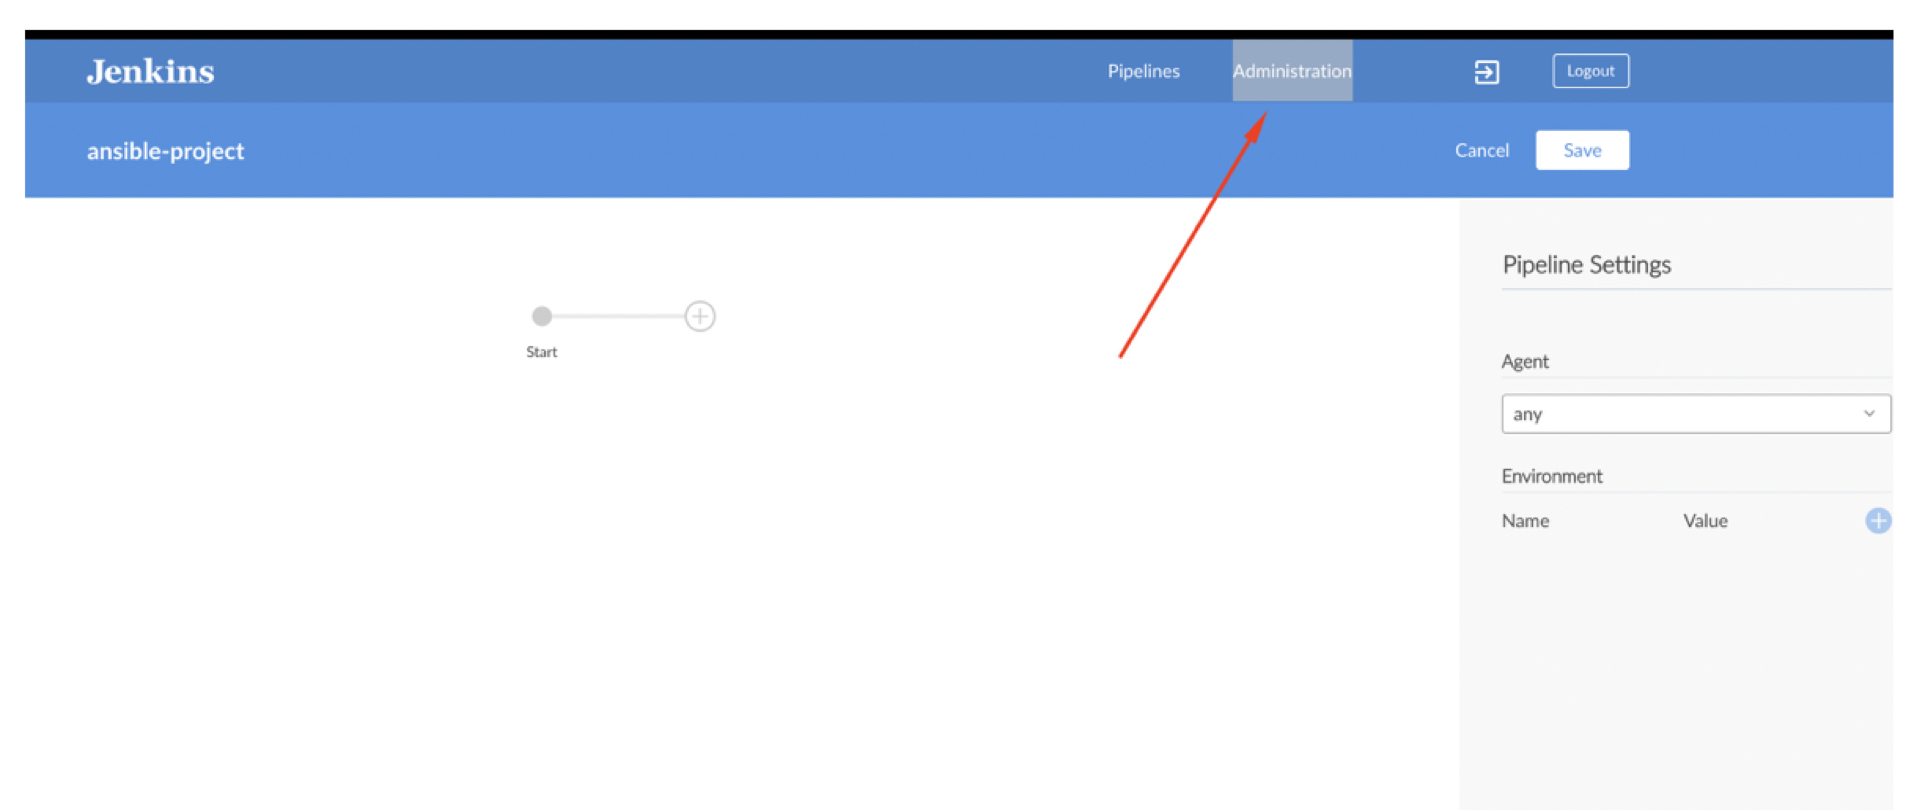 Jenkins
Pipelines
Administration
Logout
ansible-project
Cancel
Save
Start
Pipeline Settings
Agent
any
Environment
Name Value